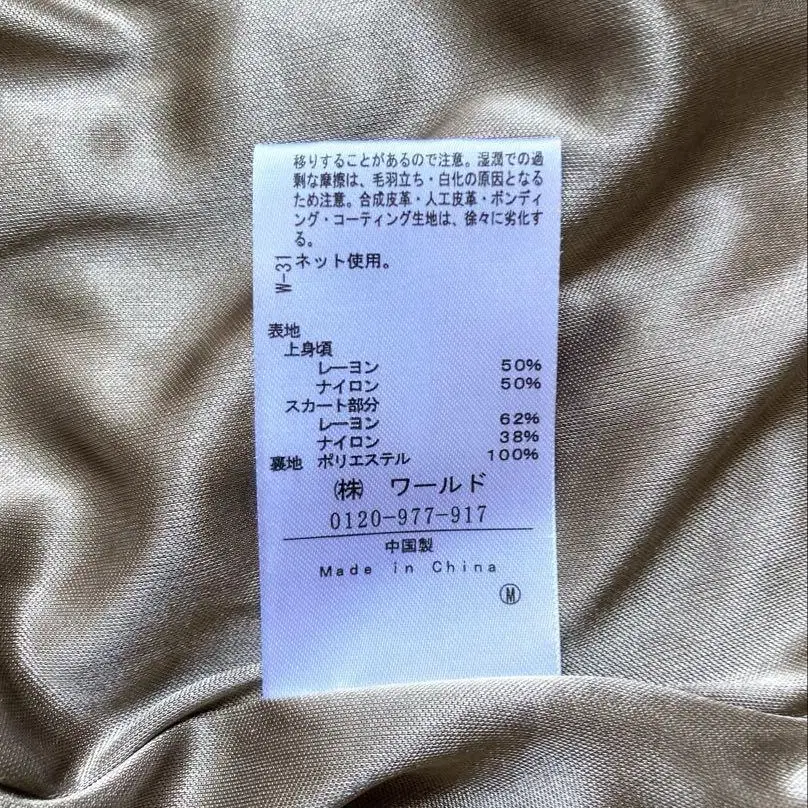 移りすることがあるので注意。湿潤での過
剰な摩擦は、毛羽立ち・白化の原因となる
ため注意。合成皮革・人工皮革・ボンディ
ング・コーティング生地は、徐々に劣化す
る。
ネット使用。
W-31
表地
上身頃
レーヨン 50%
ナイロン 50%
スカート部分
レーヨン 62%
ナイロン 38%
裏地 ポリエステル 100%
㈱ ワールド
0120-977-917
中国製
Made in China
Ⓜ